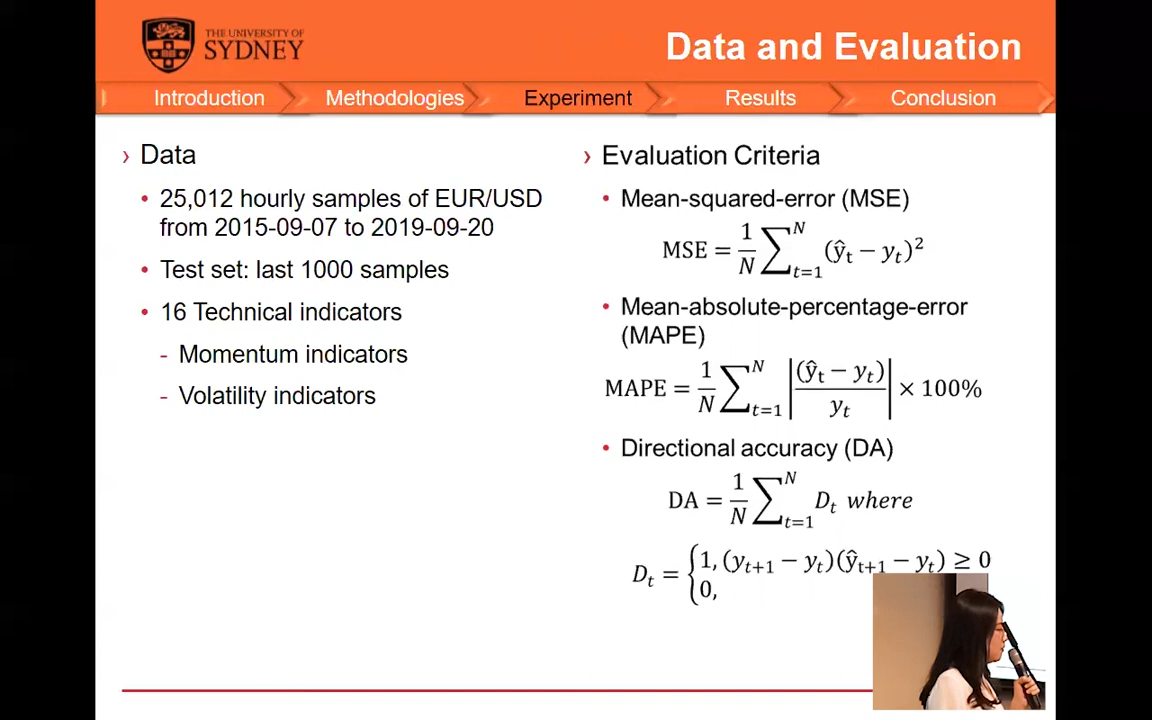 THE UNIVERSITY OF
SYDNEY
Data and Evaluation
Introduction
Methodologies
Experiment
Results
Conclusion
› Data
• 25,012 hourly samples of EUR/USD
from 2015-09-07 to 2019-09-20
• Test set: last 1000 samples
• 16 Technical indicators
- Momentum indicators
- Volatility indicators
› Evaluation Criteria
• Mean-squared-error (MSE)
MSE = 1/N ∑_{t=1}^{N} (ŷ_t − y_t)²
• Mean-absolute-percentage-error
(MAPE)
MAPE = 1/N ∑_{t=1}^{N} |(ŷ_t − y_t)/y_t| × 100%
• Directional accuracy (DA)
DA = 1/N ∑_{t=1}^{N} D_t where
D_t = {1, (y_{t+1} − y_t)(ŷ_{t+1} − y_t) ≥ 0
0,